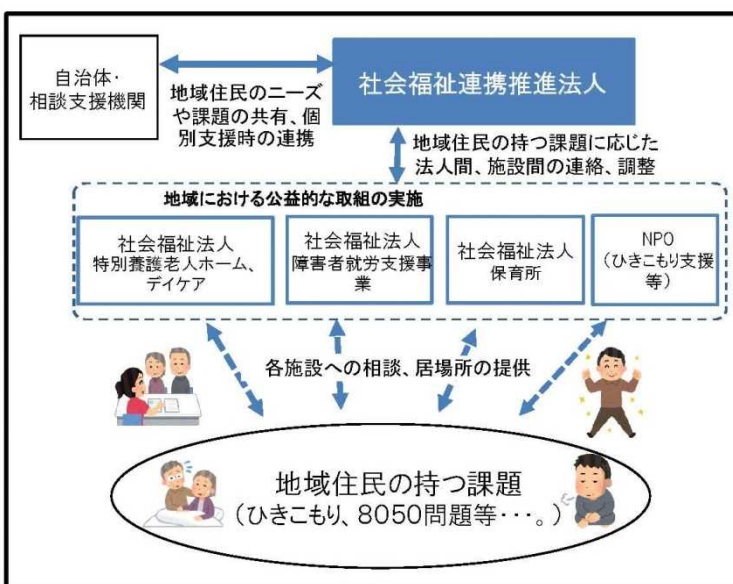 自治体・
相談支援機関
社会福祉連携推進法人
地域住民のニーズ
や課題の共有、個
別支援時の連携
地域住民の持つ課題に応じた
法人間、施設間の連絡、調整
地域における公益的な取組の実施
社会福祉法人
特別養護老人ホーム、
デイケア
社会福祉法人
障害者就労支援事
業
社会福祉法人
保育所
NPO
（ひきこもり支援
等）
各施設への相談、居場所の提供
地域住民の持つ課題
（ひきこもり、8050問題等・・・。）